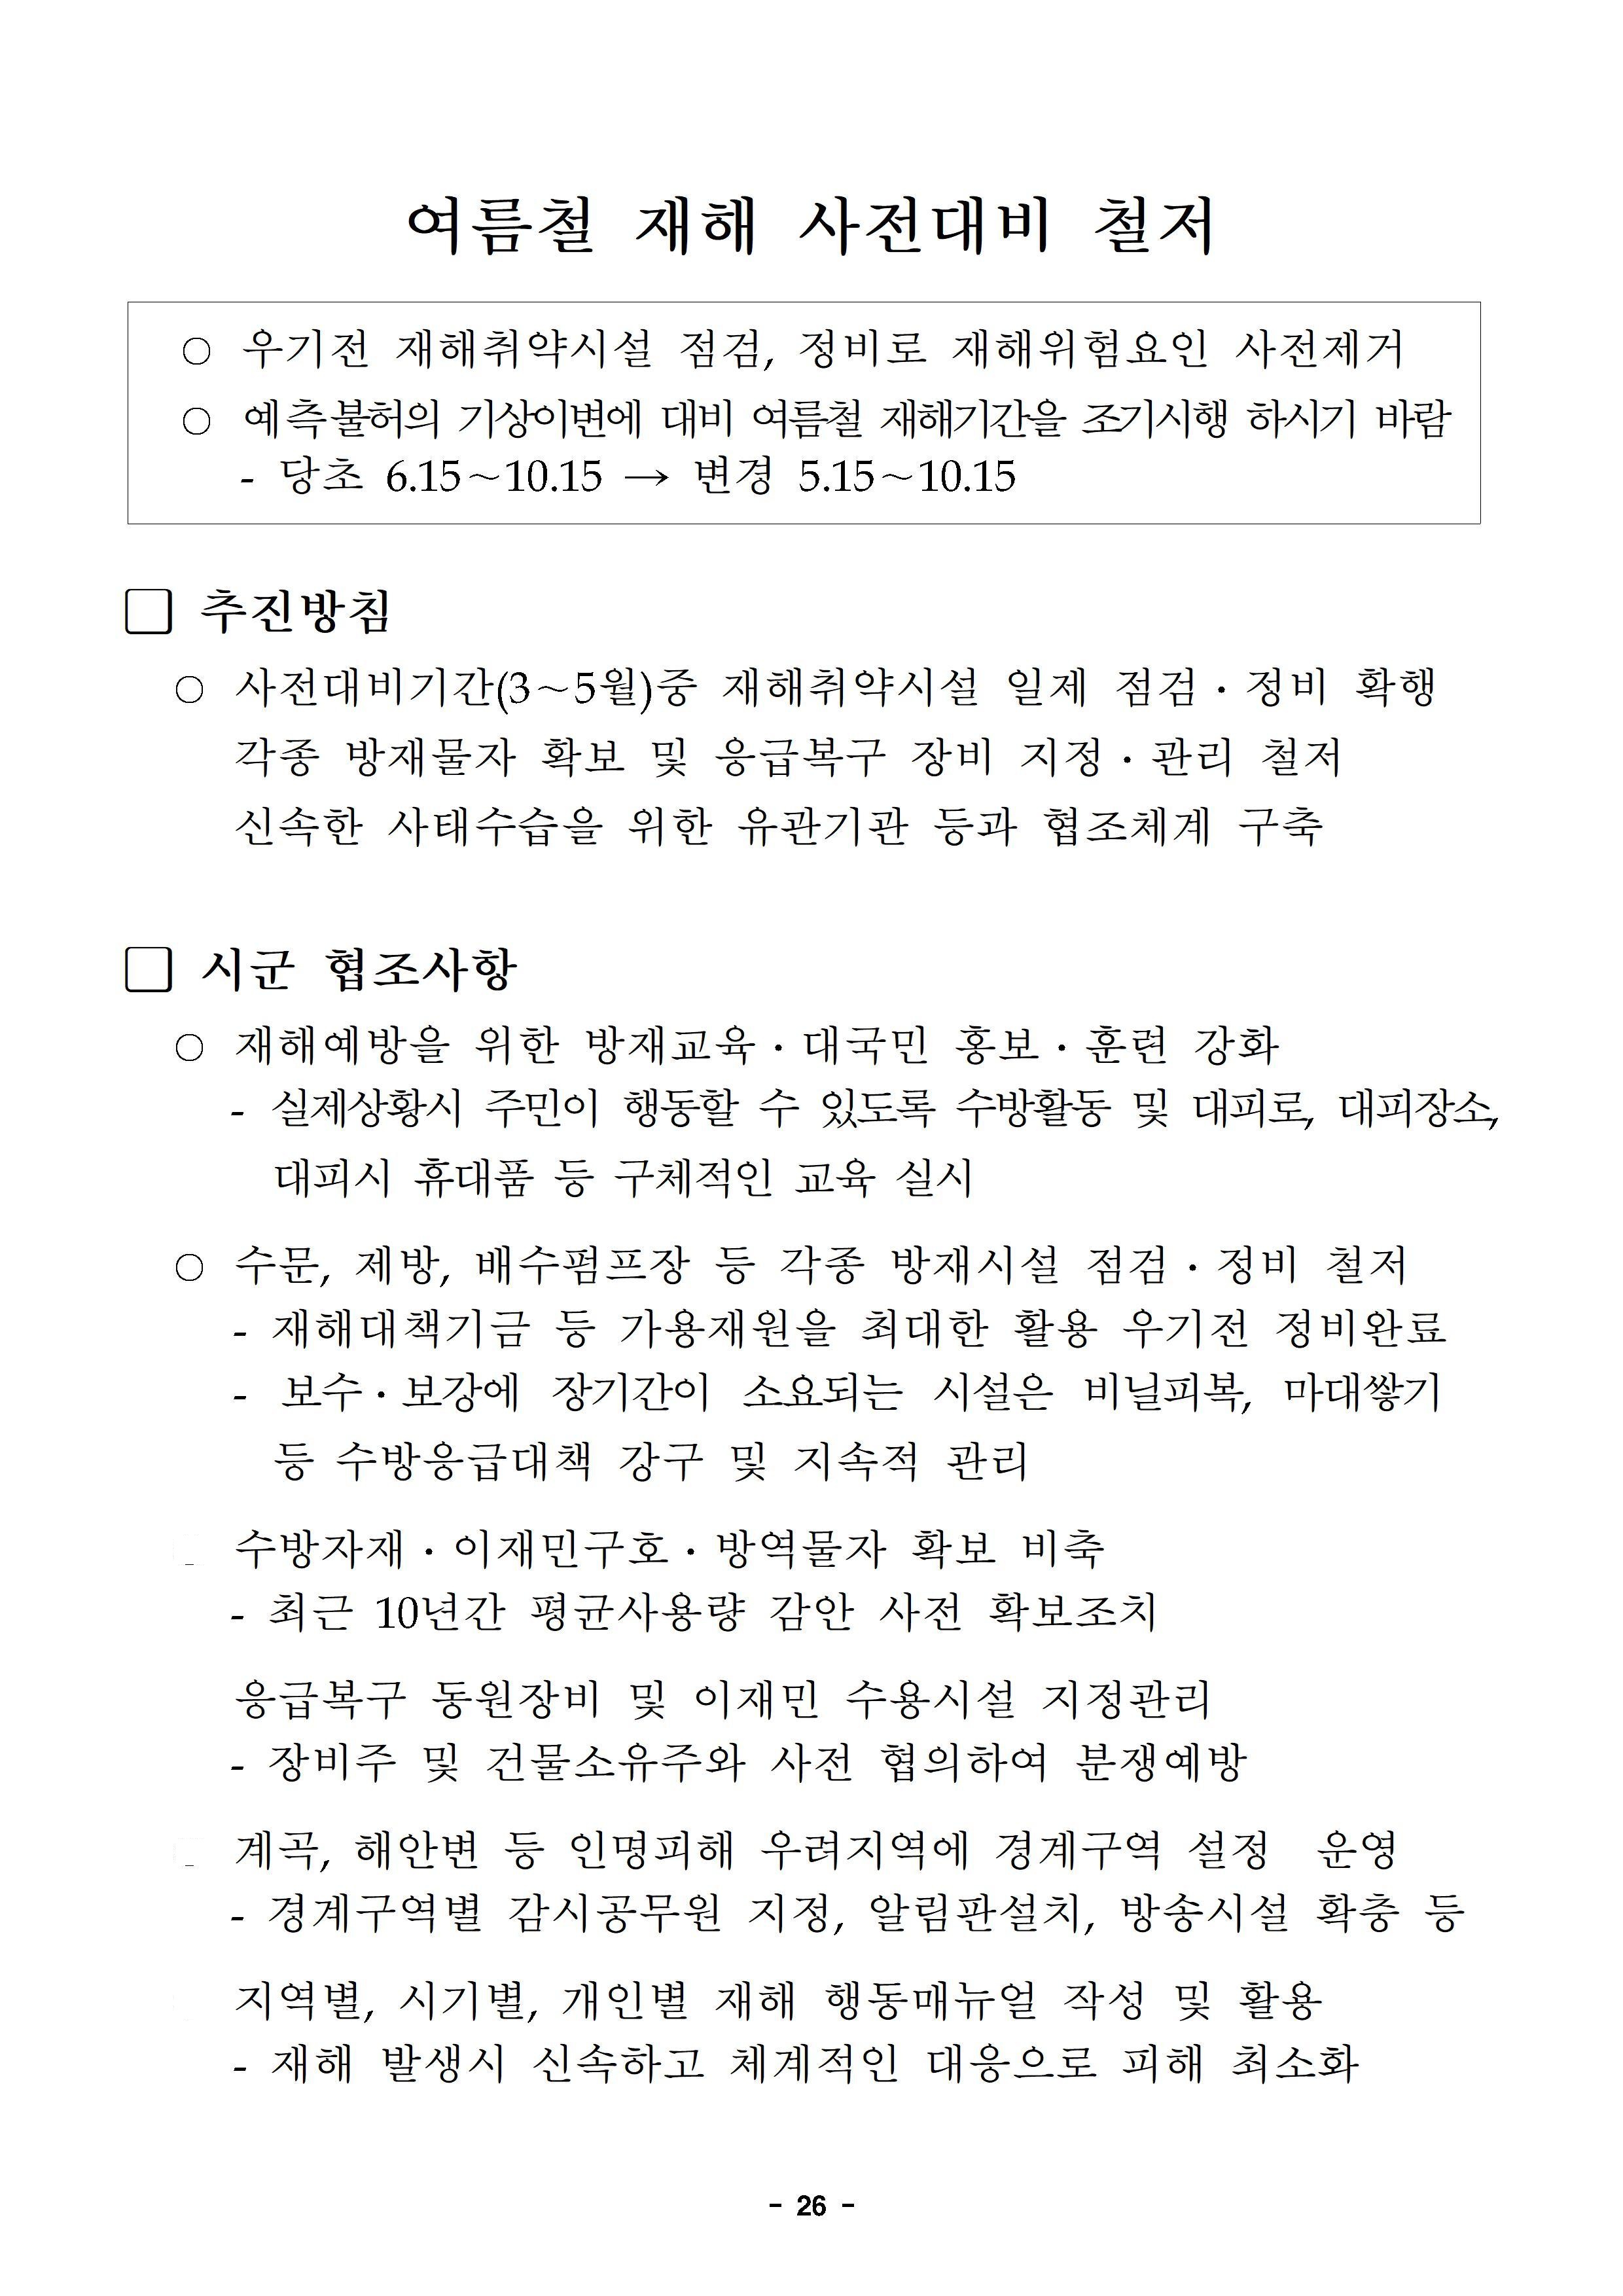 여름철 재해 사전대비 철저
○ 우기전 재해취약시설 점검, 정비로 재해위험요인 사전제거
○ 예측불허의 기상이변에 대비 여름철 재해기간을 조기시행 하시기 바람
- 당초 6.15~10.15 → 변경 5.15~10.15
□ 추진방침
○ 사전대비기간(3~5월)중 재해취약시설 일제 점검·정비 확행
각종 방재물자 확보 및 응급복구 장비 지정·관리 철저
신속한 사태수습을 위한 유관기관 등과 협조체계 구축
□ 시군 협조사항
○ 재해예방을 위한 방재교육·대국민 홍보·훈련 강화
- 실제상황시 주민이 행동할 수 있도록 수방활동 및 대피로, 대피장소,
대피시 휴대품 등 구체적인 교육 실시
○ 수문, 제방, 배수펌프장 등 각종 방재시설 점검·정비 철저
- 재해대책기금 등 가용재원을 최대한 활용 우기전 정비완료
- 보수·보강에 장기간이 소요되는 시설은 비닐피복, 마대쌓기
등 수방응급대책 강구 및 지속적 관리
수방자재·이재민구호·방역물자 확보 비축
- 최근 10년간 평균사용량 감안 사전 확보조치
응급복구 동원장비 및 이재민 수용시설 지정관리
- 장비주 및 건물소유주와 사전 협의하여 분쟁예방
계곡, 해안변 등 인명피해 우려지역에 경계구역 설정 운영
- 경계구역별 감시공무원 지정, 알림판설치, 방송시설 확충 등
지역별, 시기별, 개인별 재해 행동매뉴얼 작성 및 활용
- 재해 발생시 신속하고 체계적인 대응으로 피해 최소화
- 26 -